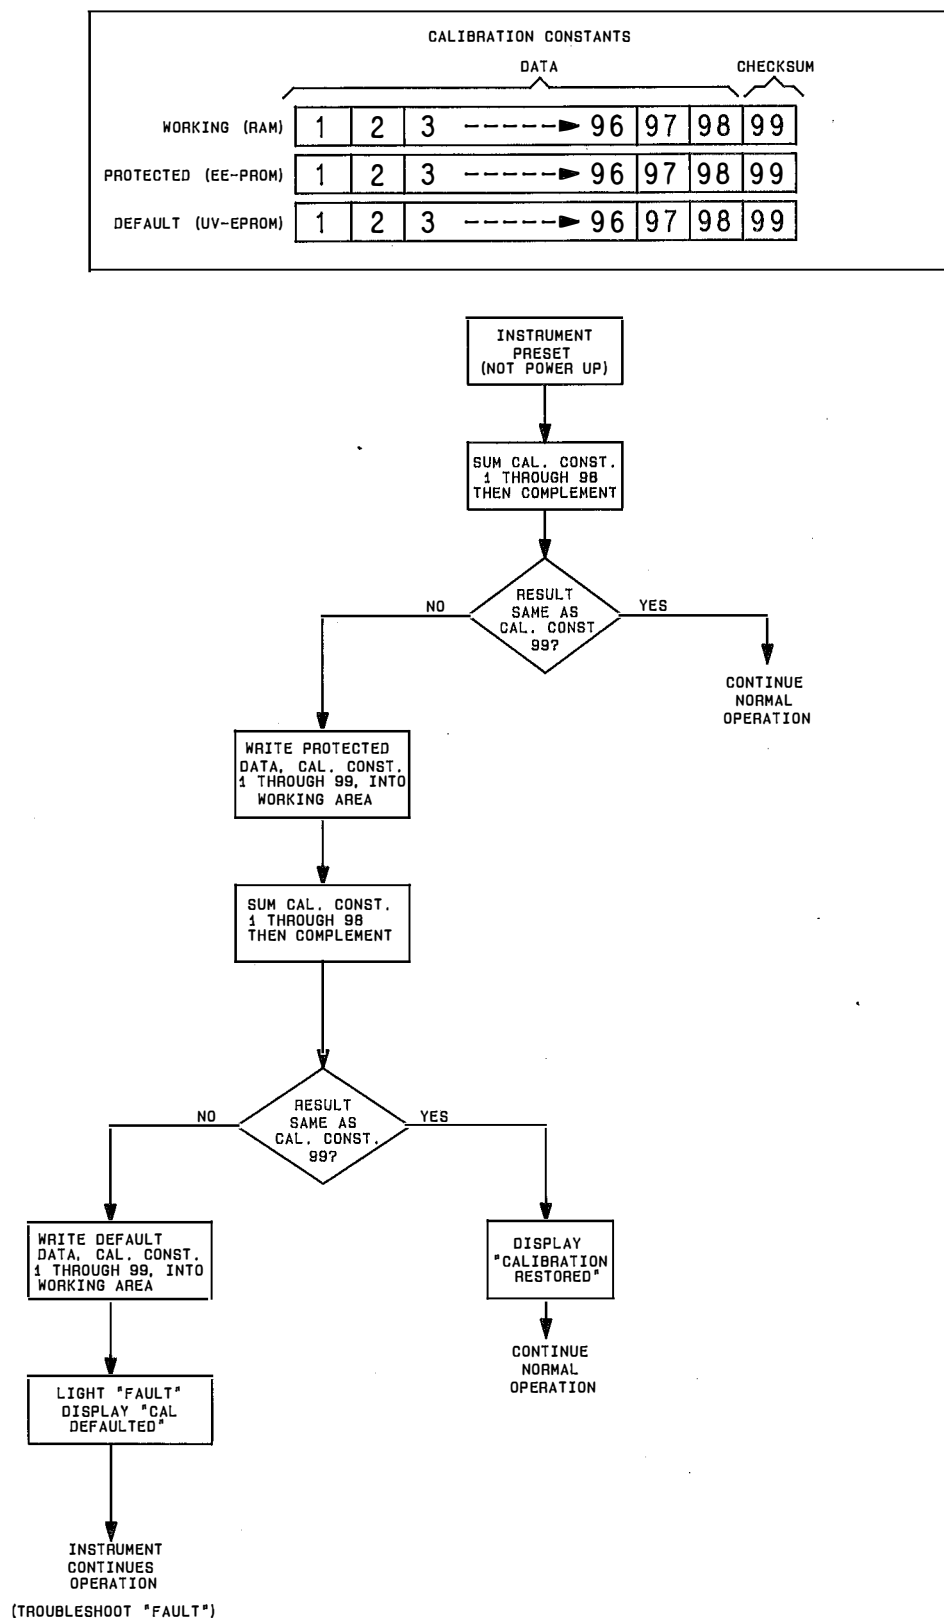 CALIBRATION CONSTANTS
DATA CHECKSUM
WORKING (RAM) 1 2 3 96 97 98 99
PROTECTED (EE-PROM) 1 2 3 96 97 98 99
DEFAULT (UV-EPROM) 1 2 3 96 97 98 99
INSTRUMENT
PRESET
(NOT POWER UP)
SUM CAL. CONST.
1 THROUGH 98
THEN COMPLEMENT
RESULT
SAME AS
CAL. CONST
99?
NO
YES
CONTINUE
NORMAL
OPERATION
WRITE PROTECTED
DATA, CAL. CONST.
1 THROUGH 99, INTO
WORKING AREA
SUM CAL. CONST.
1 THROUGH 98
THEN COMPLEMENT
RESULT
SAME AS
CAL. CONST.
99?
NO
YES
WRITE DEFAULT
DATA, CAL. CONST.
1 THROUGH 99, INTO
WORKING AREA
DISPLAY
"CALIBRATION
RESTORED"
CONTINUE
NORMAL
OPERATION
LIGHT "FAULT"
DISPLAY "CAL
DEFAULTED"
INSTRUMENT
CONTINUES
OPERATION
(TROUBLESHOOT "FAULT")